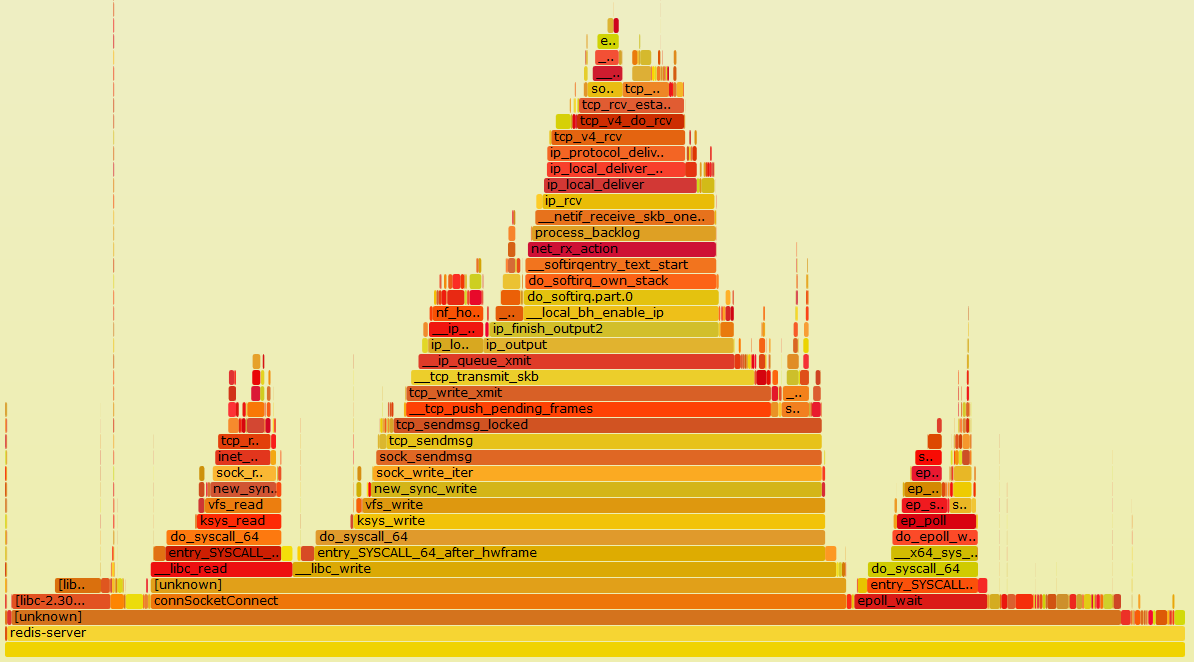 e..
_..
___..
so.. tcp_..
tcp_rcv_esta..
tcp_v4_do_rcv
tcp_v4_rcv
ip_protocol_deliv..
ip_local_deliver_..
ip_local_deliver
ip_rcv
__netif_receive_skb_one..
process_backlog
net_rx_action
__softirqentry_text_start
do_softirq_own_stack
do_softirq.part.0
nf_ho.. _.. __local_bh_enable_ip
__ip_.. ip_finish_output2
ip_lo.. ip_output
__ip_queue_xmit
__tcp_transmit_skb
tcp_write_xmit _..
__tcp_push_pending_frames s..
tcp_sendmsg_locked
tcp_r.. tcp_sendmsg
inet_.. sock_sendmsg s..
sock_r.. sock_write_iter ep..
new_syn.. new_sync_write ep_..
vfs_read vfs_write ep_s.. s..
ksys_read ksys_write ep_poll
do_syscall_64 do_syscall_64 do_epoll_w..
entry_SYSCALL_.. entry_SYSCALL_64_after_hwframe __x64_sys_..
__libc_read __libc_write do_syscall_64
[lib.. [unknown] entry_SYSCALL..
[libc-2.30... connSocketConnect epoll_wait
[unknown]
redis-server